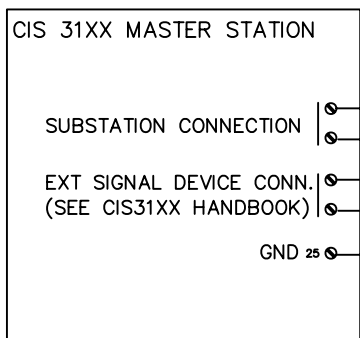 CIS 31XX MASTER STATION
SUBSTATION CONNECTION
EXT SIGNAL DEVICE CONN.
(SEE CIS31XX HANDBOOK)
GND 25